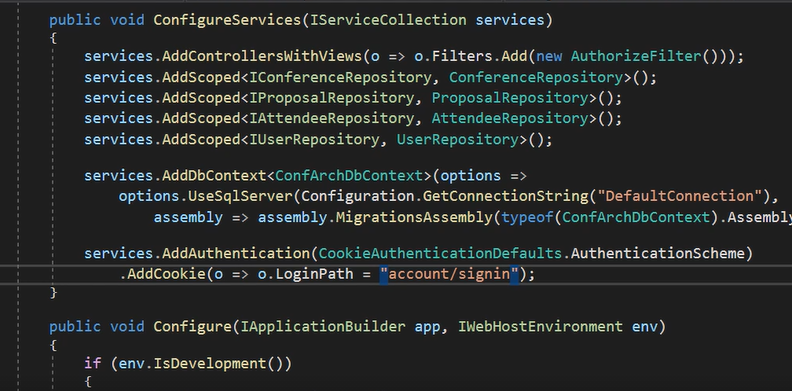 public void ConfigureServices(IServiceCollection services)
{
services.AddControllersWithViews(o => o.Filters.Add(new AuthorizeFilter()));
services.AddScoped<IConferenceRepository, ConferenceRepository>();
services.AddScoped<IProposalRepository, ProposalRepository>();
services.AddScoped<IAttendeeRepository, AttendeeRepository>();
services.AddScoped<IUserRepository, UserRepository>();
services.AddDbContext<ConfArchDbContext>(options =>
options.UseSqlServer(Configuration.GetConnectionString("DefaultConnection"),
assembly => assembly.MigrationsAssembly(typeof(ConfArchDbContext).Assembly
services.AddAuthentication(CookieAuthenticationDefaults.AuthenticationScheme)
.AddCookie(o => o.LoginPath = "account/signin");
}
public void Configure(IApplicationBuilder app, IWebHostEnvironment env)
{
if (env.IsDevelopment())
{